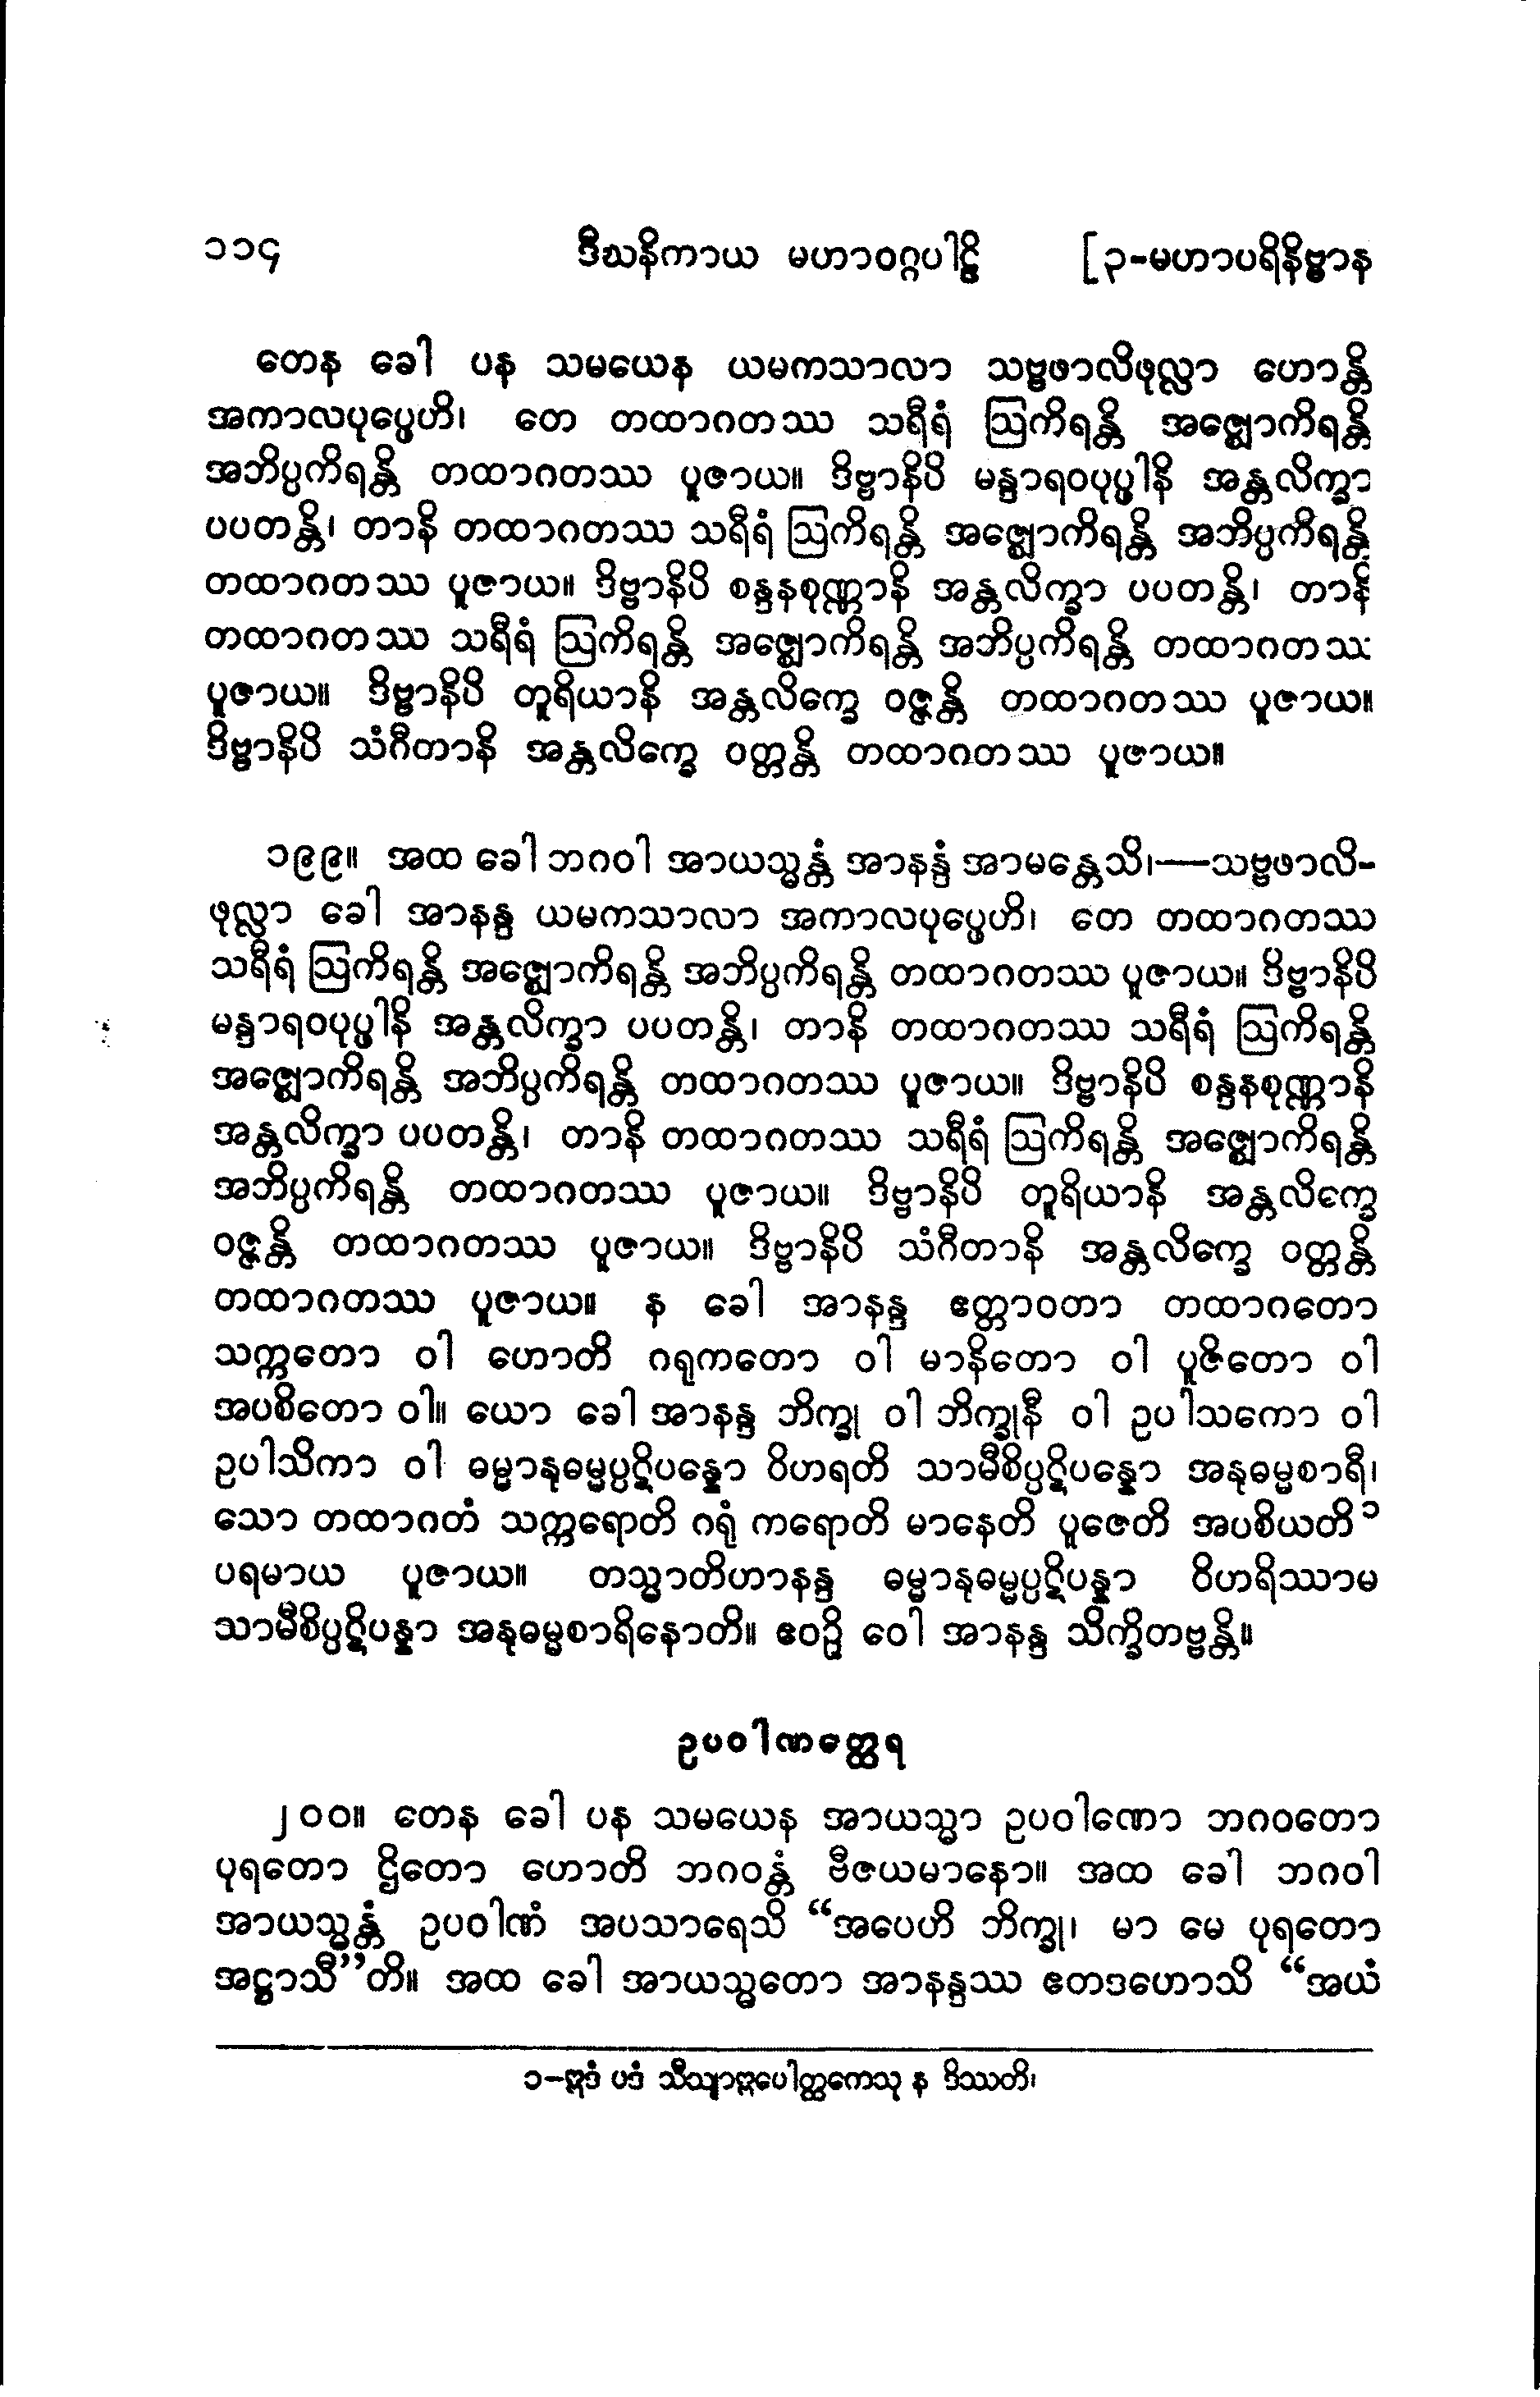 ၁၁၄ ဒီဃနိကာယ မဟာဝဂ္ဂပါဠိ [၃-မဟာပရိနိဗ္ဗာန
တေန ခေါ ပန သမယေန ယမကသာလာ သဗ္ဗဖာလိဖုလ္လာ ဟောန္တိ
အကာလပုပ္ဖေဟိ၊ တေ တထာဂတဿ သရီရံ ဩကိရန္တိ အဇ္ဈောကိရန္တိ
အဘိပ္ပကိရန္တိ တထာဂတဿ ပူဇာယ။ ဒိဗ္ဗာနိပိ မန္ဒာရဝပုပ္ဖါနိ အန္တလိက္ခာ
ပပတန္တိ၊ တာနိ တထာဂတဿ သရီရံ ဩကိရန္တိ အဇ္ဈောကိရန္တိ အဘိပ္ပကိရန္တိ
တထာဂတဿ ပူဇာယ။ ဒိဗ္ဗာနိပိ စန္ဒနစုဏ္ဏာနိ အန္တလိက္ခာ ပပတန္တိ၊ တာနိ
တထာဂတဿ သရီရံ ဩကိရန္တိ အဇ္ဈောကိရန္တိ အဘိပ္ပကိရန္တိ တထာဂတဿ
ပူဇာယ။ ဒိဗ္ဗာနိပိ တူရိယာနိ အန္တလိက္ခေ ဝဇ္ဇန္တိ တထာဂတဿ ပူဇာယ။
ဒိဗ္ဗာနိပိ သံဂီတာနိ အန္တလိက္ခေ ဝတ္တန္တိ တထာဂတဿ ပူဇာယ။
၁၉၉။ အထ ခေါ ဘဂဝါ အာယသ္မန္တံ အာနန္ဒံ အာမန္တေသိ၊—သဗ္ဗဖာလိ-
ဖုလ္လာ ခေါ အာနန္ဒ ယမကသာလာ အကာလပုပ္ဖေဟိ၊ တေ တထာဂတဿ
သရီရံ ဩကိရန္တိ အဇ္ဈောကိရန္တိ အဘိပ္ပကိရန္တိ တထာဂတဿ ပူဇာယ။ ဒိဗ္ဗာနိပိ
မန္ဒာရဝပုပ္ဖါနိ အန္တလိက္ခာ ပပတန္တိ၊ တာနိ တထာဂတဿ သရီရံ ဩကိရန္တိ
အဇ္ဈောကိရန္တိ အဘိပ္ပကိရန္တိ တထာဂတဿ ပူဇာယ။ ဒိဗ္ဗာနိပိ စန္ဒနစုဏ္ဏာနိ
အန္တလိက္ခာ ပပတန္တိ၊ တာနိ တထာဂတဿ သရီရံ ဩကိရန္တိ အဇ္ဈောကိရန္တိ
အဘိပ္ပကိရန္တိ တထာဂတဿ ပူဇာယ။ ဒိဗ္ဗာနိပိ တူရိယာနိ အန္တလိက္ခေ
ဝဇ္ဇန္တိ တထာဂတဿ ပူဇာယ။ ဒိဗ္ဗာနိပိ သံဂီတာနိ အန္တလိက္ခေ ဝတ္တန္တိ
တထာဂတဿ ပူဇာယ။ န ခေါ အာနန္ဒ ဧတ္တာဝတာ တထာဂတော
သက္ကတော ဝါ ဟောတိ ဂရုကတော ဝါ မာနိတော ဝါ ပူဇိတော ဝါ
အပစိတော ဝါ။ ယော ခေါ အာနန္ဒ ဘိက္ခု ဝါ ဘိက္ခုနီ ဝါ ဥပါသကော ဝါ
ဥပါသိကာ ဝါ ဓမ္မာနုဓမ္မပ္ပဋိပန္နော ဝိဟရတိ သာမီစိပ္ပဋိပန္နော အနုဓမ္မစာရီ၊
သော တထာဂတံ သက္ကရောတိ ဂရုံ ကရောတိ မာနေတိ ပူဇေတိ အပစိယတိ ၁
ပရမာယ ပူဇာယ။ တသ္မာတိဟာနန္ဒ ဓမ္မာနုဓမ္မပ္ပဋိပန္နာ ဝိဟရိဿာမ
သာမီစိပ္ပဋိပန္နာ အနုဓမ္မစာရိနောတိ။ ဧဝဉှိ ဝေါ အာနန္ဒ သိက္ခိတဗ္ဗန္တိ။
ဥပဝါဏတ္ထေရ
၂၀၀။ တေန ခေါ ပန သမယေန အာယသ္မာ ဥပဝါဏော ဘဂဝတော
ပုရတော ဌိတော ဟောတိ ဘဂဝန္တံ ဗီဇယမာနော။ အထ ခေါ ဘဂဝါ
အာယသ္မန္တံ ဥပဝါဏံ အပသာရေသိ “အပေဟိ ဘိက္ခု၊ မာ မေ ပုရတော
အဋ္ဌာသီ”တိ။ အထ ခေါ အာယသ္မတော အာနန္ဒဿ ဧတဒဟောသိ “အယံ
၁-ဣဒံ ပဒံ သီသျာဣပေါတ္ထကေသု န ဒိဿတိ၊